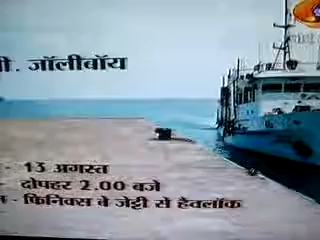 . जॉलीबॉय
- 13 अगस्त
दोपहर 2.00 बजे
- फिनिक्स बे जेट्टी से हैवलॉक